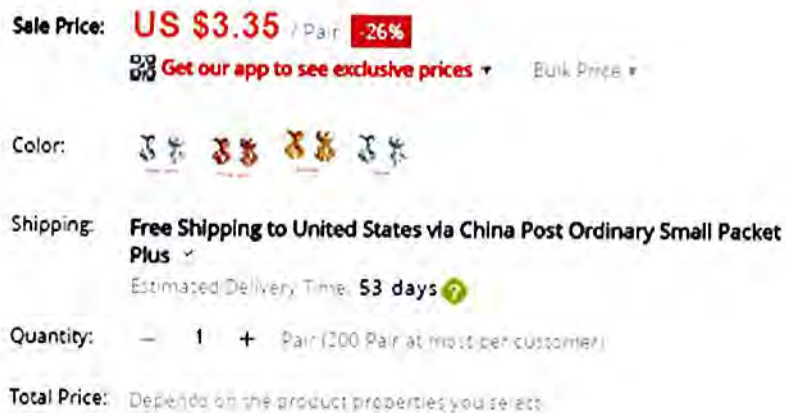 Sale Price: US $3.35 / Pair -26%
Get our app to see exclusive prices Bulk Price
Color:
Shipping: Free Shipping to United States via China Post Ordinary Small Packet
Plus
Estimated Delivery Time: 53 days ?
Quantity: — 1 + Pair (200 Pair at most per customer)
Total Price: Depends on the product properties you select